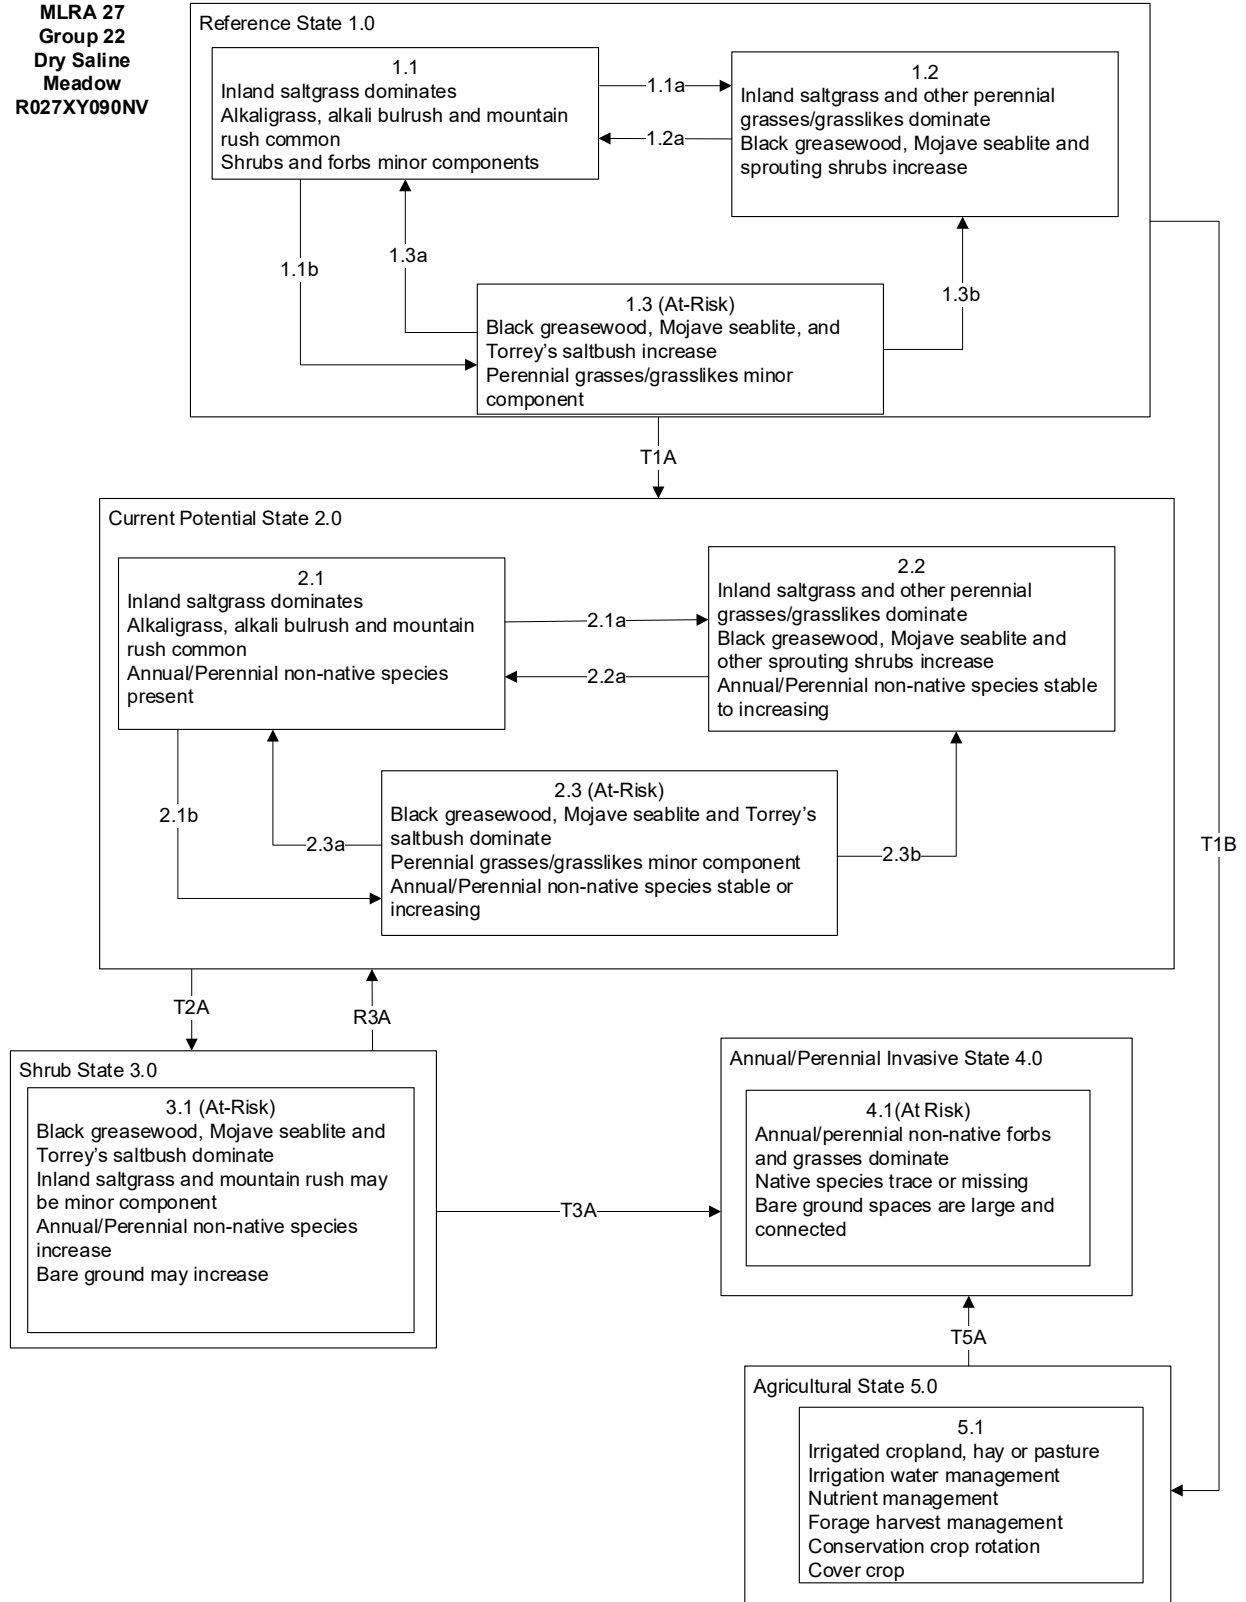 MLRA 27
Group 22
Dry Saline
Meadow
R027XY090NV
Reference State 1.0
1.1
Inland saltgrass dominates
Alkaligrass, alkali bulrush and mountain
rush common
Shrubs and forbs minor components
1.1a
1.2a
1.2
Inland saltgrass and other perennial
grasses/grasslikes dominate
Black greasewood, Mojave seablite and
sprouting shrubs increase
1.1b
1.3a
1.3b
1.3 (At-Risk)
Black greasewood, Mojave seablite, and
Torrey's saltbush increase
Perennial grasses/grasslikes minor
component
T1A
T1B
Current Potential State 2.0
2.1
Inland saltgrass dominates
Alkaligrass, alkali bulrush and mountain
rush common
Annual/Perennial non-native species
present
2.1a
2.2a
2.2
Inland saltgrass and other perennial
grasses/grasslikes dominate
Black greasewood, Mojave seablite and
other sprouting shrubs increase
Annual/Perennial non-native species stable
to increasing
2.1b
2.3a
2.3b
2.3 (At-Risk)
Black greasewood, Mojave seablite and Torrey's
saltbush dominate
Perennial grasses/grasslikes minor component
Annual/Perennial non-native species stable or
increasing
T2A
R3A
Shrub State 3.0
3.1 (At-Risk)
Black greasewood, Mojave seablite and
Torrey's saltbush dominate
Inland saltgrass and mountain rush may
be minor component
Annual/Perennial non-native species
increase
Bare ground may increase
T3A
Annual/Perennial Invasive State 4.0
4.1(At Risk)
Annual/perennial non-native forbs
and grasses dominate
Native species trace or missing
Bare ground spaces are large and
connected
T5A
Agricultural State 5.0
5.1
Irrigated cropland, hay or pasture
Irrigation water management
Nutrient management
Forage harvest management
Conservation crop rotation
Cover crop